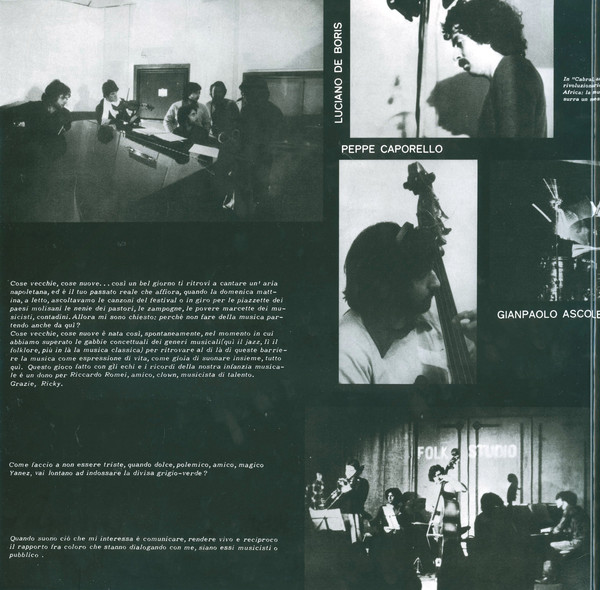 LUCIANO DE BORIS
PEPPE CAPORELLO
GIANPAOLO ASCOLE
In "Cabral
Africa: la
Cose vecchie, cose nuove... così un bel giorno ti ritrovi a cantare un' aria
napoletana, ed è il tuo passato reale che affiora, quando la domenica matt-
ina, a letto, ascoltavamo le canzoni del festival o in giro per le piazzette dei
paesi molisani le nenie dei pastori, le zampogne, le povere marcette dei mu-
sicisti, contadini. Allora mi sono chiesto: perchè non fare della musica par-
tendo anche da quì?
Cose vecchie, cose nuove è nata così, spontaneamente, nel momento in cui
abbiamo superato le gabbie concettuali dei generi musicali(quì il jazz, lì il
folklore, più in là la musica classica) per ritrovare al di là di queste barrie-
re la musica come espressione di vita, come gioia di suonare insieme, tutto
quì. Questo gioco fatto con gli echi e i ricordi della nostra infanzia musica-
le è un dono per Riccardo Romei, amico, clown, musicista di talento.
Grazie, Ricky.
Come faccio a non essere triste, quando dolce, polemico, amico, magico
Yanez, vai lontano ad indossare la divisa grigio-verde?
Quando suono ciò che mi interessa è comunicare, rendere vivo e reciproco
il rapporto fra coloro che stanno dialogando con me, siano essi musicisti o
pubblico .
FOLK STUDIO